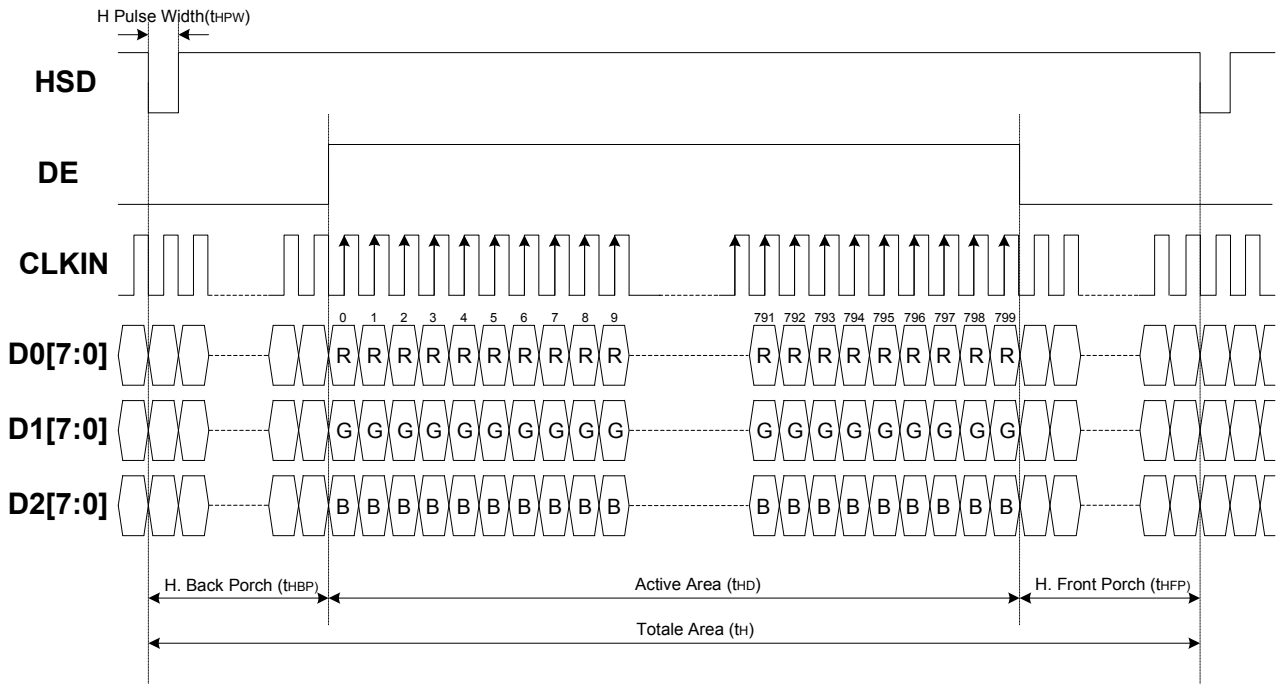 H Pulse Width(tHPW)
HSD
DE
CLKIN
0 1 2 3 4 5 6 7 8 9 791 792 793 794 795 796 797 798 799
D0[7:0] R R R R R R R R R R R R R R R R R R R
D1[7:0] G G G G G G G G G G G G G G G G G G G
D2[7:0] B B B B B B B B B B B B B B B B B B B
H. Back Porch (tHBP) Active Area (tHD) H. Front Porch (tHFP)
Totale Area (tH)